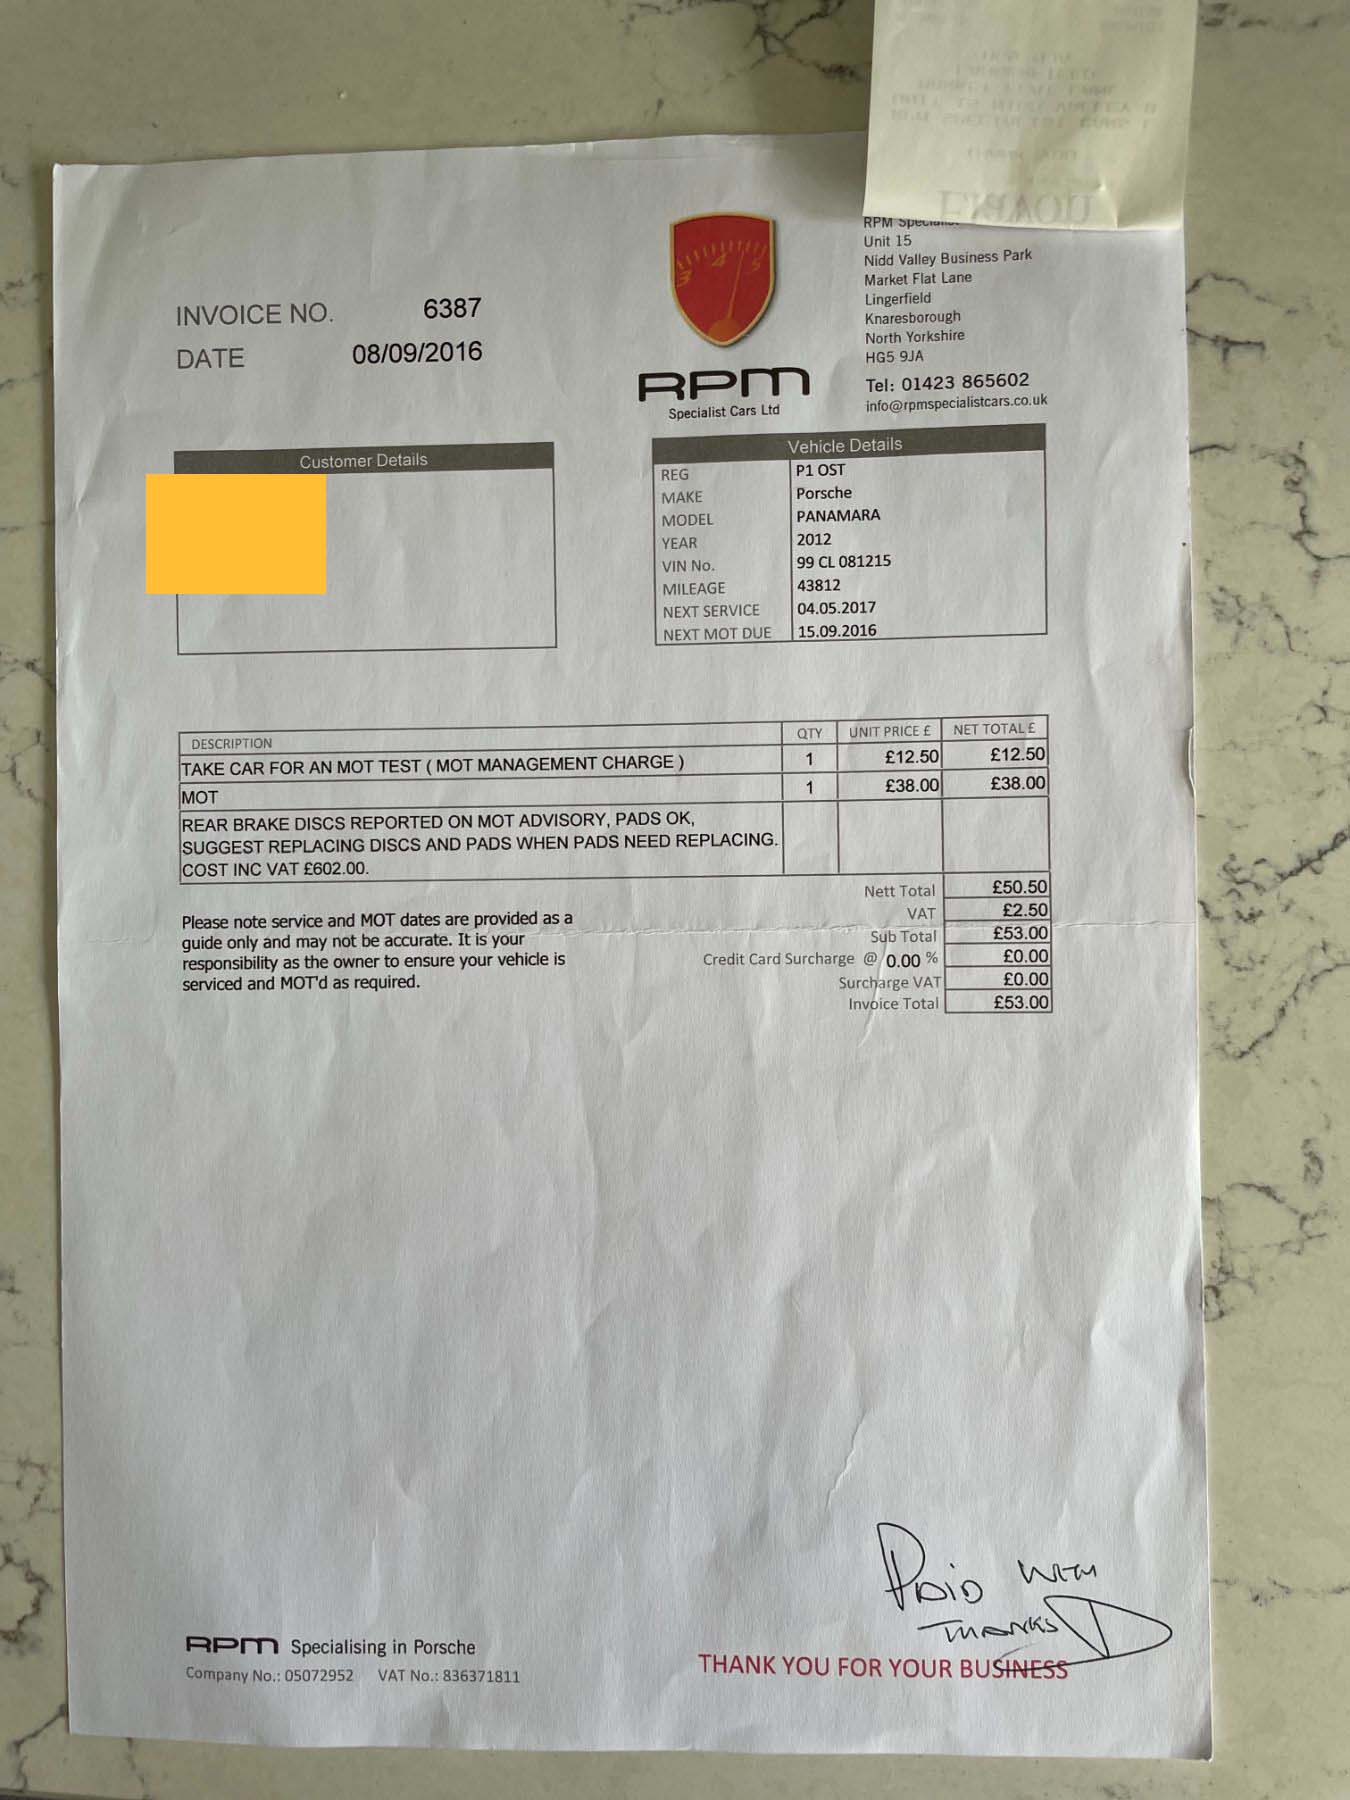 RPM
Unit 15
Nidd Valley Business Park
Market Flat Lane
Lingerfield
Knaresborough
North Yorkshire
HG5 9JA
Tel: 01423 865602
info@rpmspecialistcars.co.uk
3 4 5
RPM
Specialist Cars Ltd
INVOICE NO. 6387
DATE 08/09/2016
Customer Details
Vehicle Details
REG P1 OST
MAKE Porsche
MODEL PANAMARA
YEAR 2012
VIN No. 99 CL 081215
MILEAGE 43812
NEXT SERVICE 04.05.2017
NEXT MOT DUE 15.09.2016
DESCRIPTION QTY UNIT PRICE £ NET TOTAL £
TAKE CAR FOR AN MOT TEST ( MOT MANAGEMENT CHARGE ) 1 £12.50 £12.50
MOT 1 £38.00 £38.00
REAR BRAKE DISCS REPORTED ON MOT ADVISORY, PADS OK,
SUGGEST REPLACING DISCS AND PADS WHEN PADS NEED REPLACING.
COST INC VAT £602.00.
Nett Total £50.50
VAT £2.50
Sub Total £53.00
Credit Card Surcharge @ 0.00 % £0.00
Surcharge VAT £0.00
Invoice Total £53.00
Please note service and MOT dates are provided as a
guide only and may not be accurate. It is your
responsibility as the owner to ensure your vehicle is
serviced and MOT'd as required.
PAID WITH
THANKS
RPM Specialising in Porsche
Company No.: 05072952 VAT No.: 836371811
THANK YOU FOR YOUR BUSINESS